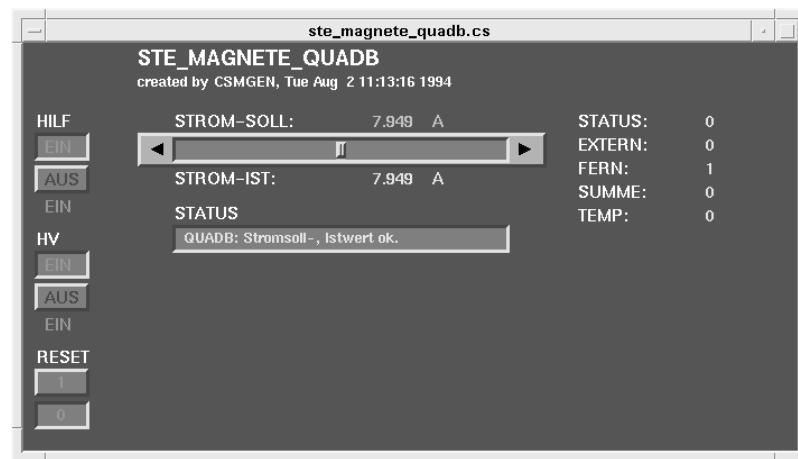 ste_magnete_quadb.cs
STE_MAGNETE_QUADB
created by CSMGEN, Tue Aug 2 11:13:16 1994
HILF
EIN
AUS
EIN
HV
EIN
AUS
EIN
RESET
1
0
STROM-SOLL: 7.949 A
STROM-IST: 7.949 A
STATUS
QUADB: Stromsoll-, Istwert ok.
STATUS: 0
EXTERN: 0
FERN: 1
SUMME: 0
TEMP: 0